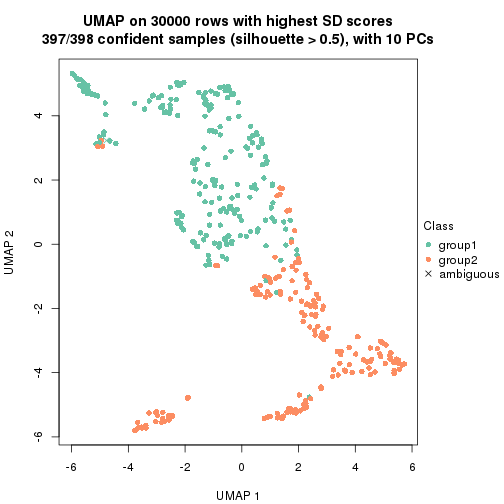 UMAP on 30000 rows with highest SD scores
397/398 confident samples (silhouette > 0.5), with 10 PCs
4
2
0
-2
-4
-6
UMAP 2
-6
-4
-2
0
2
4
6
UMAP 1
Class
group1
group2
ambiguous